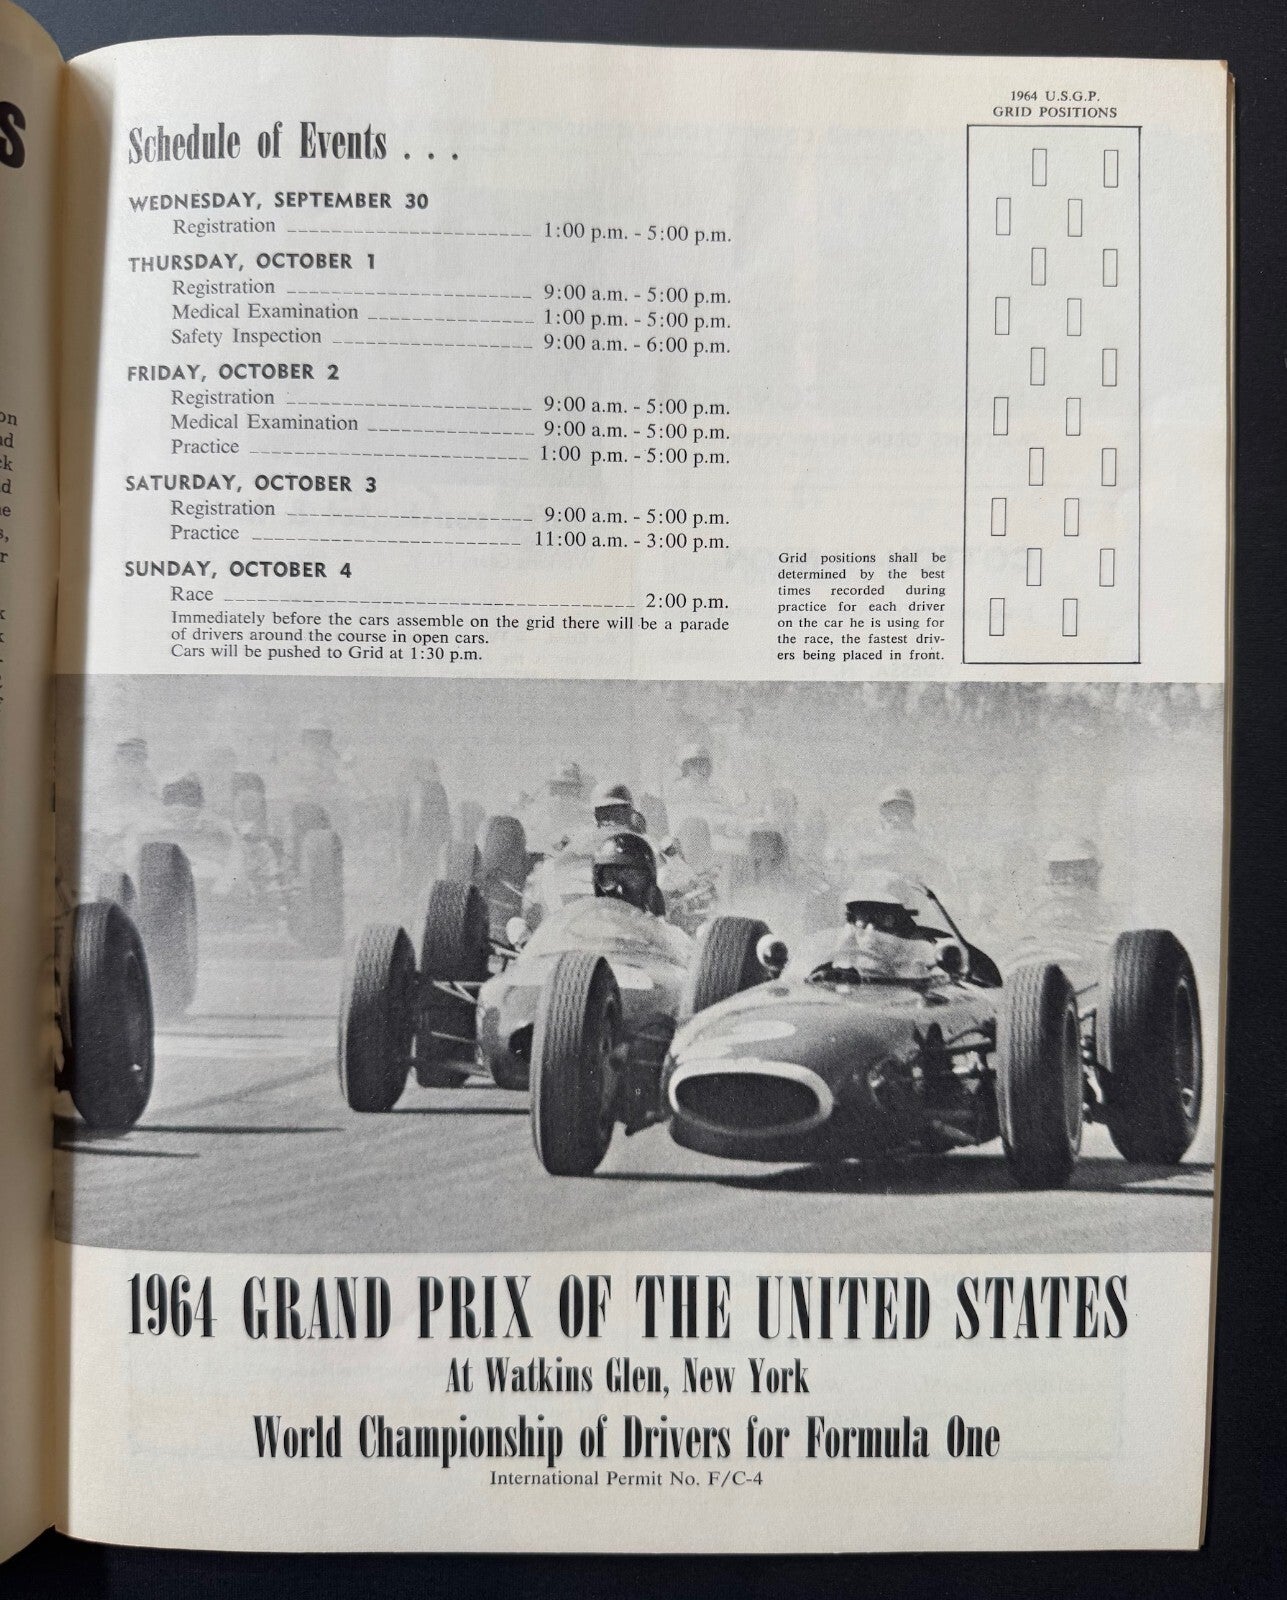 S
on
ad
ck
d
e
s,
r
k
Schedule of Events . . .
WEDNESDAY, SEPTEMBER 30
Registration 1:00 p.m. - 5:00 p.m.
THURSDAY, OCTOBER 1
Registration 9:00 a.m. - 5:00 p.m.
Medical Examination 1:00 p.m. - 5:00 p.m.
Safety Inspection 9:00 a.m. - 6:00 p.m.
FRIDAY, OCTOBER 2
Registration 9:00 a.m. - 5:00 p.m.
Medical Examination 9:00 a.m. - 5:00 p.m.
Practice 1:00 p.m. - 5:00 p.m.
SATURDAY, OCTOBER 3
Registration 9:00 a.m. - 5:00 p.m.
Practice 11:00 a.m. - 3:00 p.m.
SUNDAY, OCTOBER 4
Race 2:00 p.m.
Immediately before the cars assemble on the grid there will be a parade
of drivers around the course in open cars.
Cars will be pushed to Grid at 1:30 p.m.
1964 U.S.G.P.
GRID POSITIONS
Grid positions shall be
determined by the best
times recorded during
practice for each driver
on the car he is using for
the race, the fastest driv-
ers being placed in front.
1964 GRAND PRIX OF THE UNITED STATES
At Watkins Glen, New York
World Championship of Drivers for Formula One
International Permit No. F/C-4